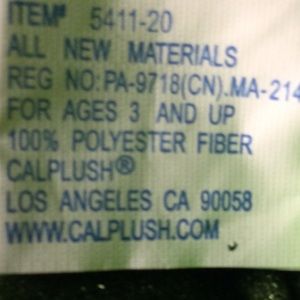 ITEM# 5411-20
ALL NEW MATERIALS
REG NO:PA-9718(CN).MA-214
FOR AGES 3 AND UP
100% POLYESTER FIBER
CALPLUSH®
LOS ANGELES CA 90058
WWW.CALPLUSH.COM